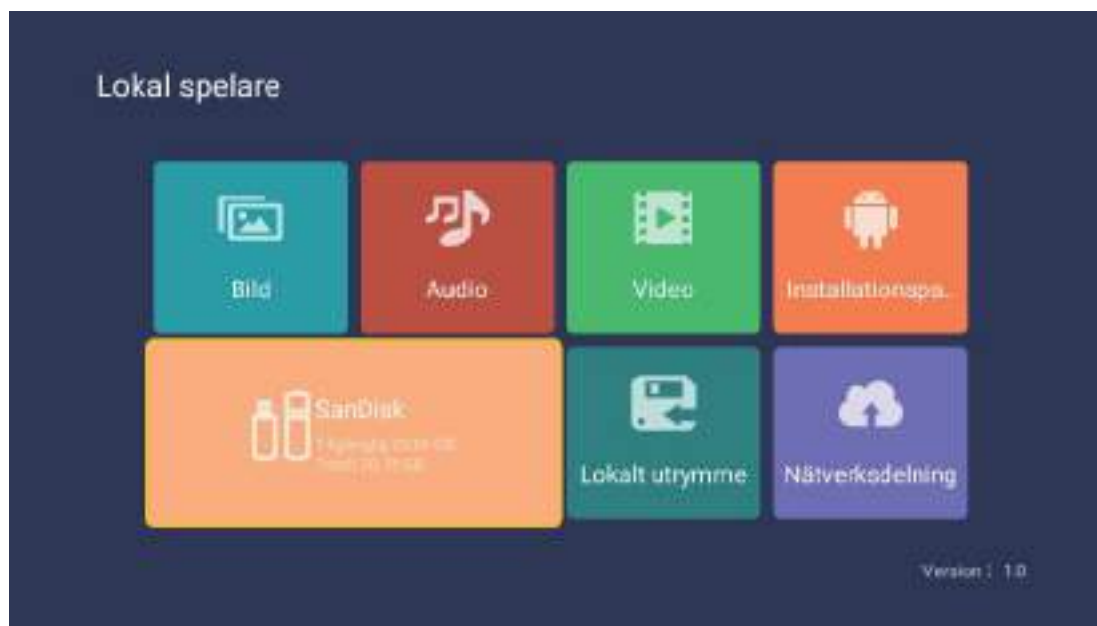 Lokal spelare
Bild
Audio
Video
Installationspa..
SanDisk
Lokalt utrymme
Nätverksdelning
Version : 1.0